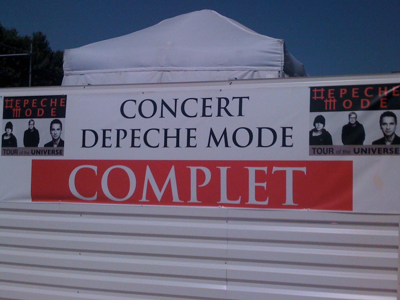 DEPECHE MODE
TOUR of the UNIVERSE
CONCERT
DEPECHE MODE
COMPLET
DEPECHE MODE
TOUR of the UNIVERSE